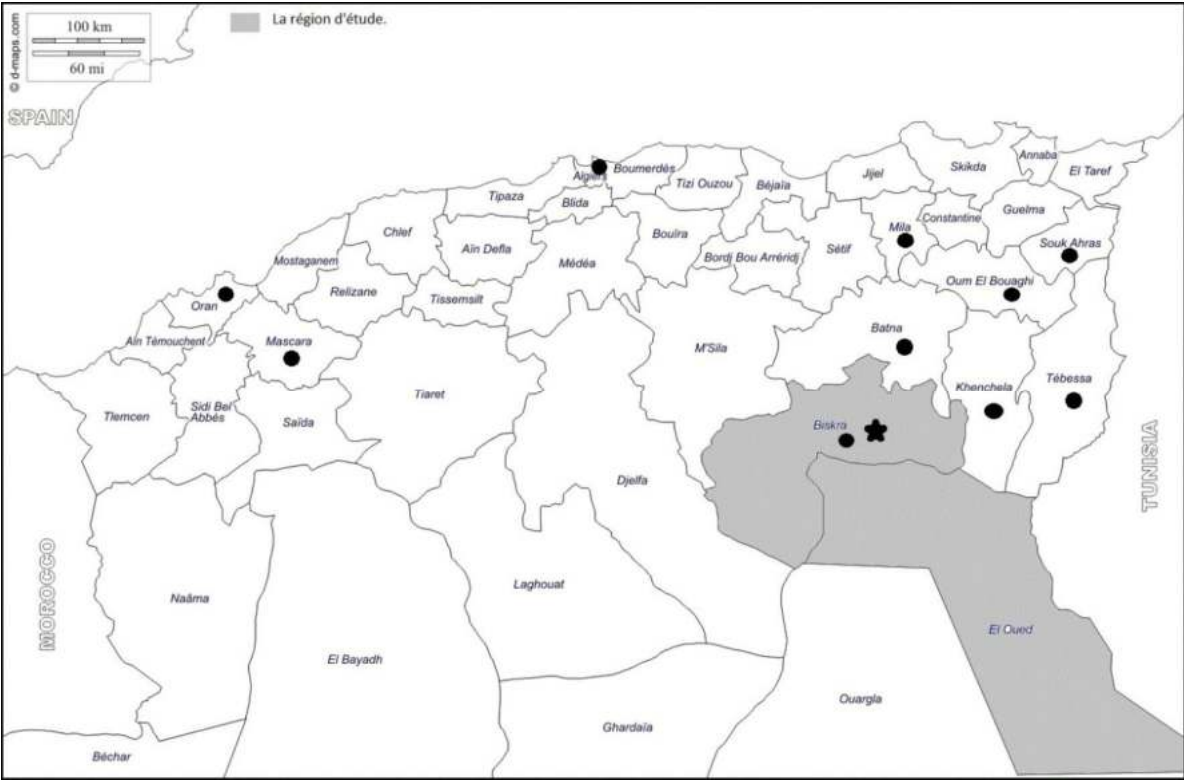 © d-maps.com
100 km
60 mi
La région d'étude.
SPAIN
Algiers
Boumerdès
Tizi Ouzou
Béjaïa
Jijel
Skikda
Annaba
El Taref
Tipaza
Blida
Bouira
Bordj Bou Arréridj
Sétif
Mila
Constantine
Guelma
Souk Ahras
Chlef
Aïn Defla
Médéa
Oum El Bouaghi
Mostaganem
Relizane
Tissemsilt
Oran
Aïn Témouchent
Mascara
Batna
M'Sila
Khenchela
Tébessa
Tlemcen
Sidi Bel
Abbés
Saïda
Tiaret
Biskra
Djelfa
TUNISIA
MOROCCO
Naâma
Laghouat
El Oued
El Bayadh
Ouargla
Ghardaïa
Béchar